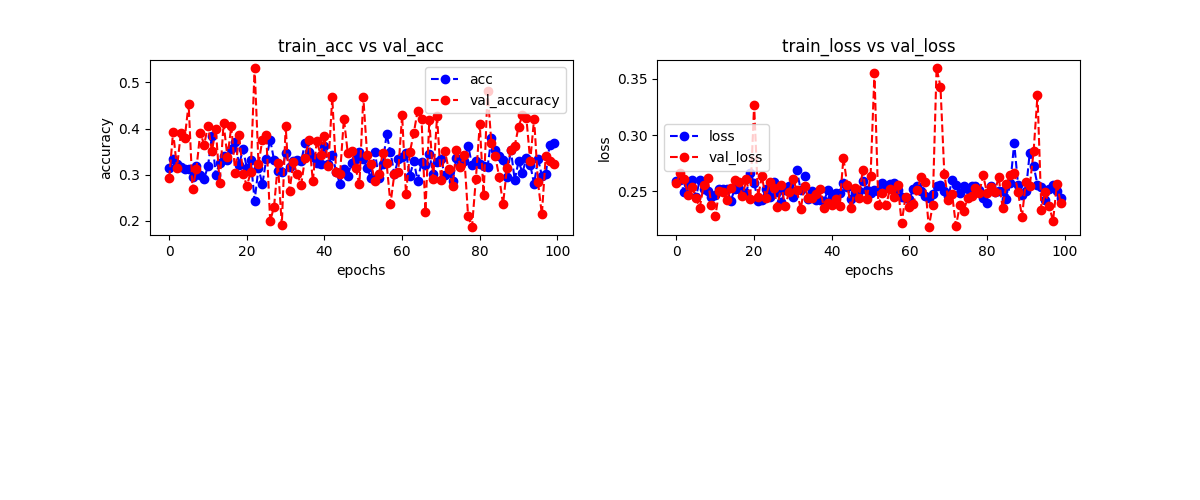 train_acc vs val_acc
accuracy
0.5
0.4
0.3
0.2
acc
val_accuracy
0 20 40 60 80 100
epochs
train_loss vs val_loss
loss
0.35
0.30
0.25
loss
val_loss
0 20 40 60 80 100
epochs